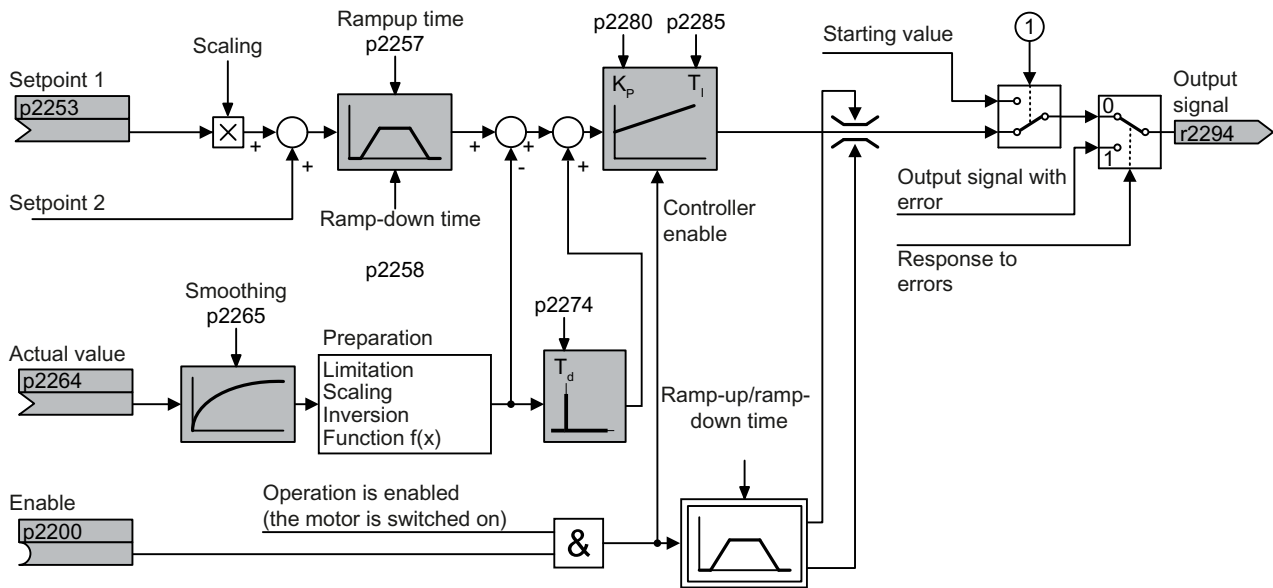 Setpoint 1
p2253
Scaling
Rampup time
p2257
p2280
p2285
K_P
T_I
Starting value
1
Output
signal
r2294
0
1
×
+
+
+
-
+
+
Setpoint 2
Ramp-down time
p2258
Controller
enable
Output signal with
error
Response to
errors
Actual value
p2264
Smoothing
p2265
Preparation
Limitation
Scaling
Inversion
Function f(x)
p2274
T_d
Ramp-up/ramp-
down time
Enable
p2200
Operation is enabled
(the motor is switched on)
&